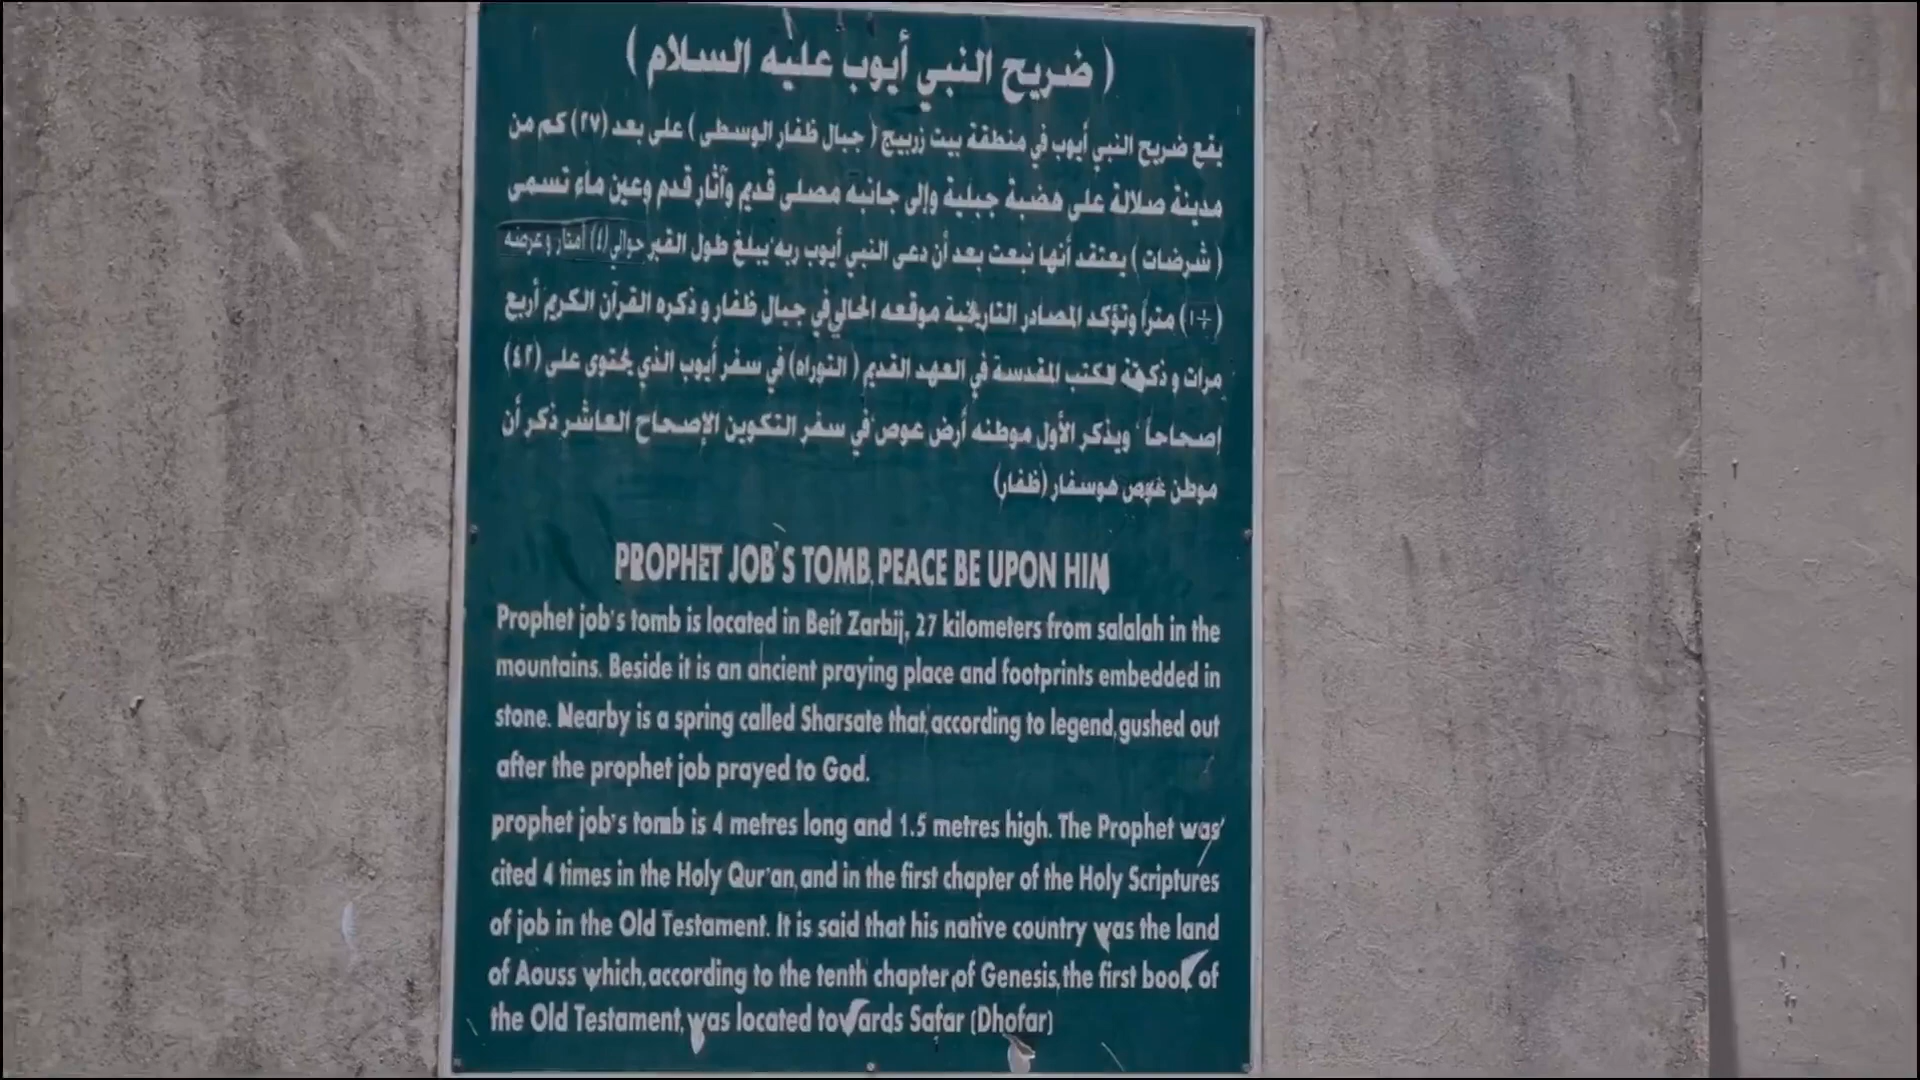 ( ضريح النبي أيوب عليه السلام )
يقع ضريح النبي أيوب في منطقة بيت زربيج ( جبال ظفار الوسطى ) على بعد (٢٧) كم من
مدينة صلالة على هضبة جبلية وإلى جانبه مصلى قديم وآثار قدم وعين ماء تسمى
( شرضات ) يعتقد أنها نبعت بعد أن دعى النبي أيوب ربه يبلغ طول القبر حوالي (٤) أمتار وعرضه
متراً وتؤكد المصادر التاريخية موقعه الحالي في جبال ظفار و ذكره القرآن الكريم أربع
مرات و المقدسة في العهد القديم ( التوراه) في سفر أيوب الذي يحتوى على (٤٢)
إصحاحاً ويذكر الأول موطنه أرض عوص في سفر التكوين الإصحاح العاشر ذكر أن
موطن عوص هوسفار (ظفار)
PROPHET JOB'S TOMB, PEACE BE UPON HIM
Prophet job's tomb is located in Beit Zarbij, 27 kilometers from salalah in the
mountains. Beside it is an ancient praying place and footprints embedded in
stone. Nearby is a spring called Sharsate that, according to legend, gushed out
after the prophet job prayed to God.
prophet job's tomb is 4 metres long and 1.5 metres high. The Prophet was
cited 4 times in the Holy Qur'an, and in the first chapter of the Holy Scriptures
of job in the Old Testament. It is said that his native country was the land
of Aouss which, according to the tenth chapter of Genesis, the first book of
the Old Testament, was located towards Safar (Dhofar)